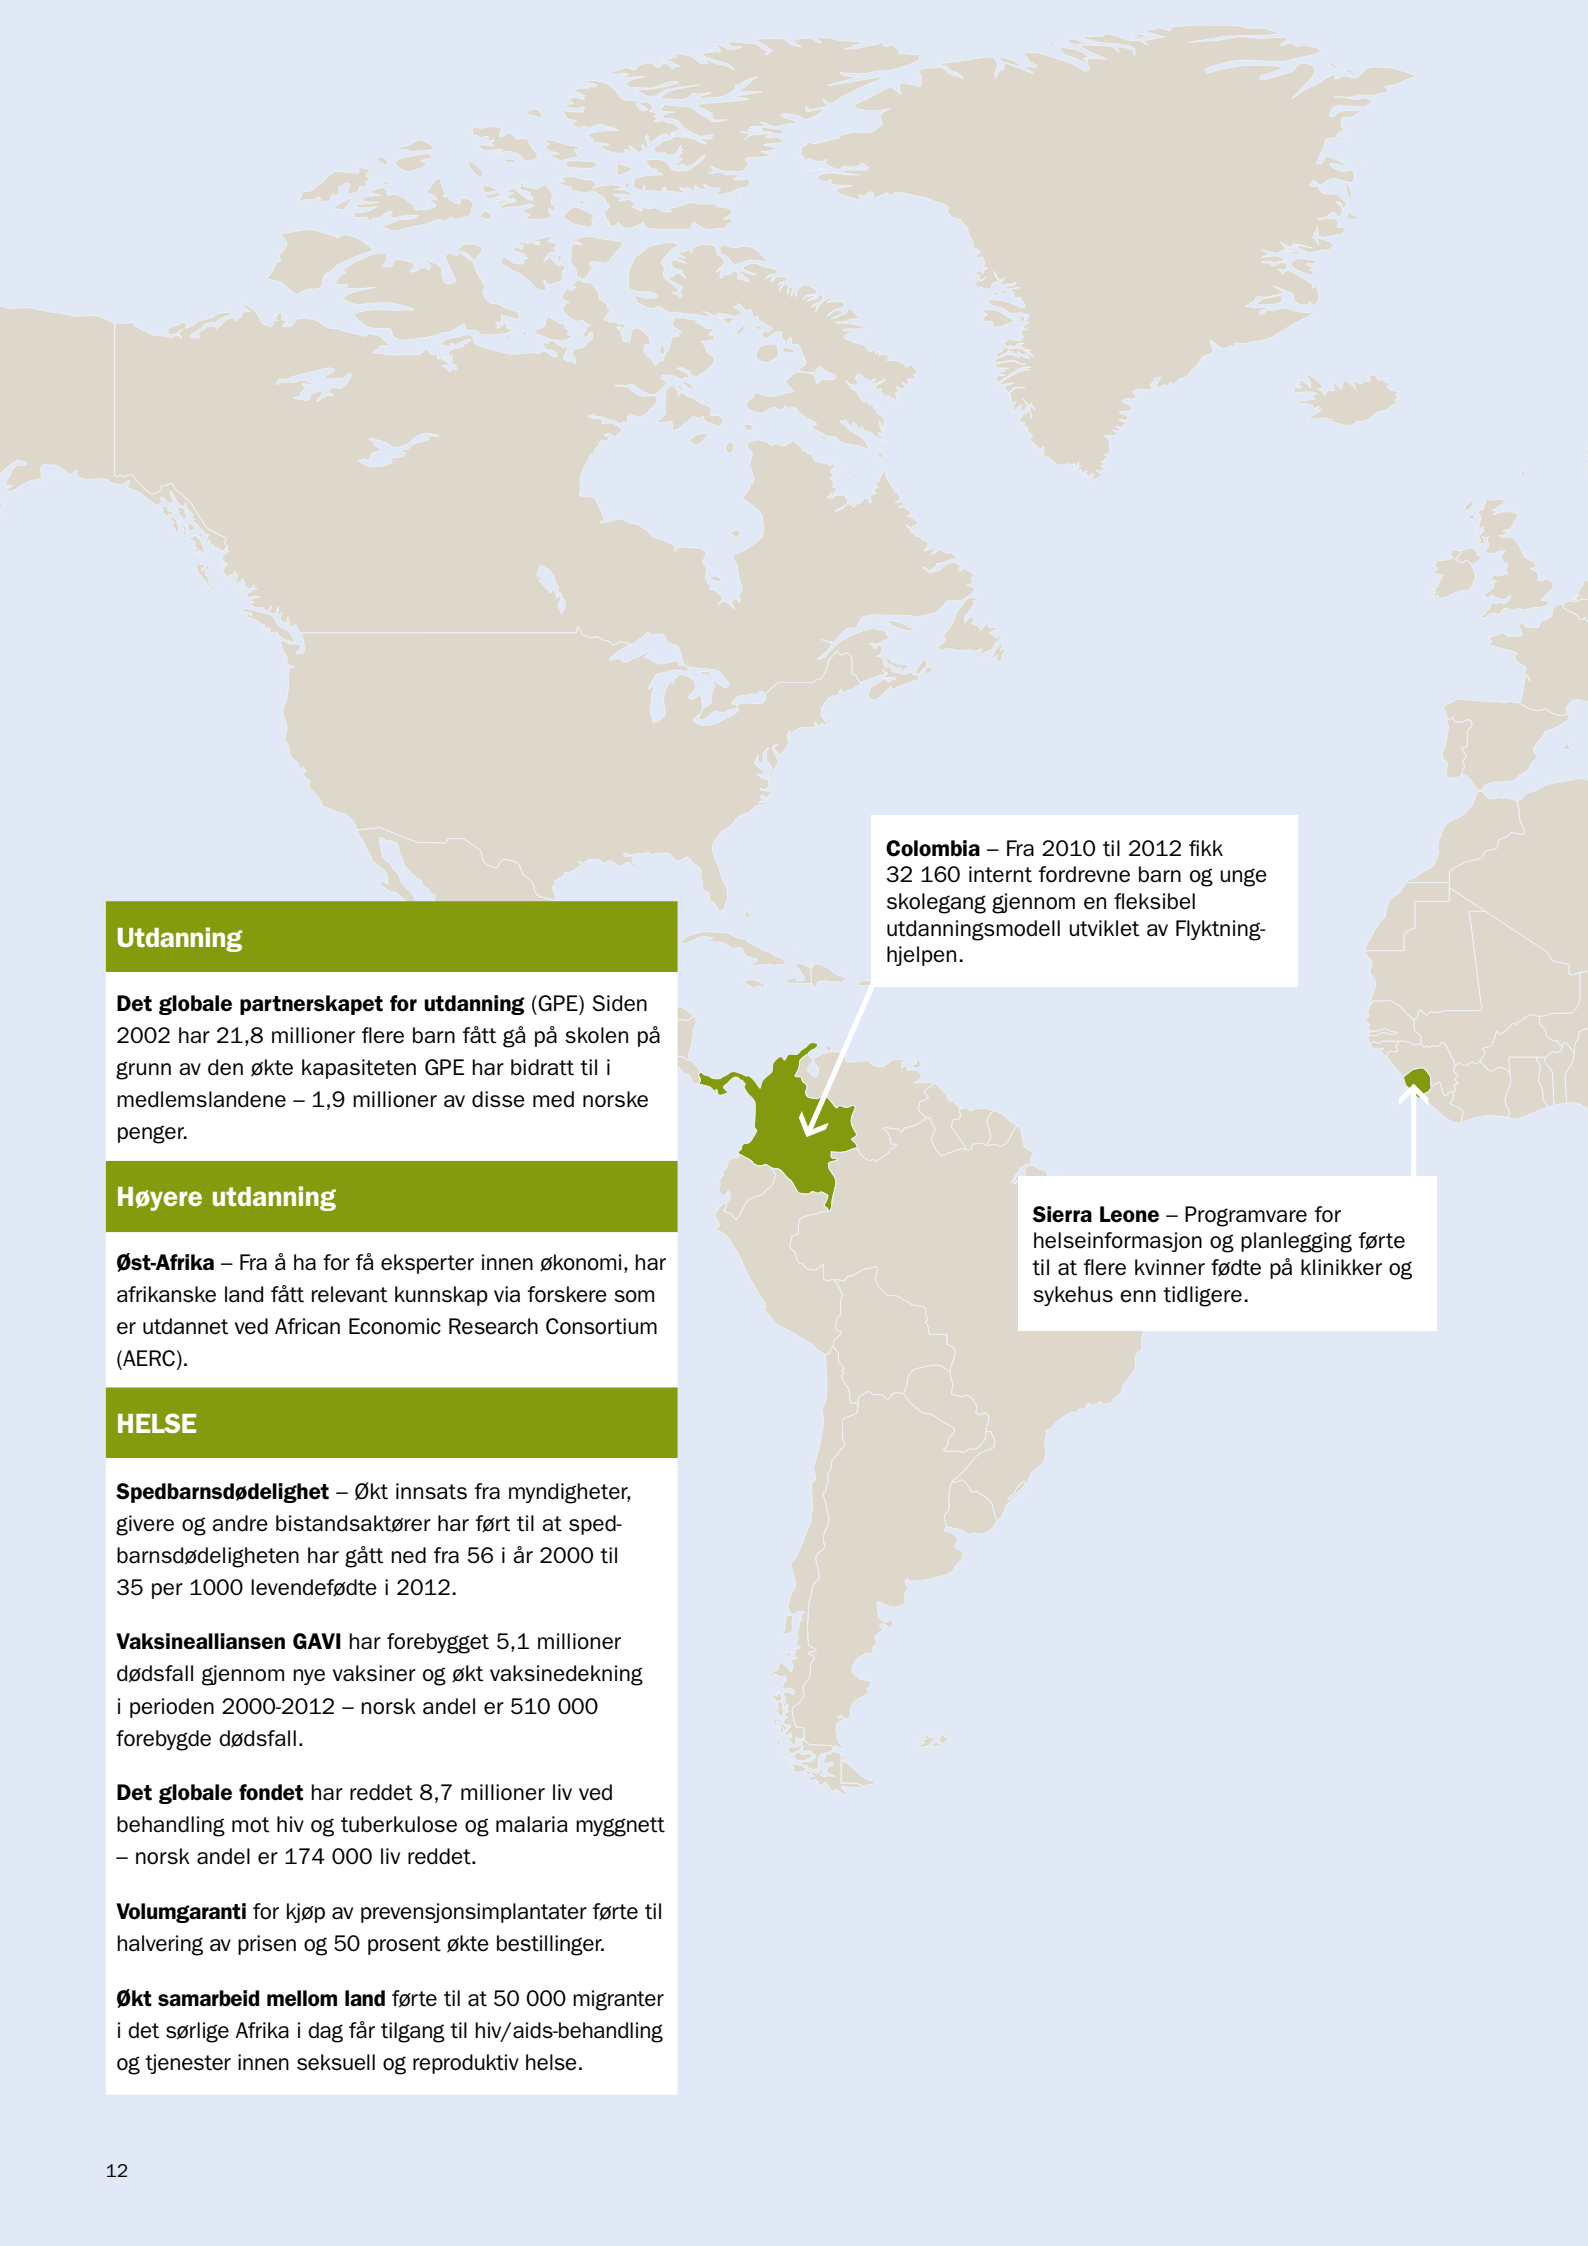 Colombia – Fra 2010 til 2012 fikk
32 160 internt fordrevne barn og unge
skolegang gjennom en fleksibel
utdanningsmodell utviklet av Flyktning-
hjelpen.
Utdanning
Det globale partnerskapet for utdanning (GPE) Siden
2002 har 21,8 millioner flere barn fått gå på skolen på
grunn av den økte kapasiteten GPE har bidratt til i
medlemslandene – 1,9 millioner av disse med norske
penger.
Høyere utdanning
Øst-Afrika – Fra å ha for få eksperter innen økonomi, har
afrikanske land fått relevant kunnskap via forskere som
er utdannet ved African Economic Research Consortium
(AERC).
Sierra Leone – Programvare for
helseinformasjon og planlegging førte
til at flere kvinner fødte på klinikker og
sykehus enn tidligere.
HELSE
Spedbarnsdødelighet – Økt innsats fra myndigheter,
givere og andre bistandsaktører har ført til at sped-
barnsdødeligheten har gått ned fra 56 i år 2000 til
35 per 1000 levendefødte i 2012.
Vaksinealliansen GAVI har forebygget 5,1 millioner
dødsfall gjennom nye vaksiner og økt vaksinedekning
i perioden 2000-2012 – norsk andel er 510 000
forebygde dødsfall.
Det globale fondet har reddet 8,7 millioner liv ved
behandling mot hiv og tuberkulose og malaria myggnett
– norsk andel er 174 000 liv reddet.
Volumgaranti for kjøp av prevensjonsimplantater førte til
halvering av prisen og 50 prosent økte bestillinger.
Økt samarbeid mellom land førte til at 50 000 migranter
i det sørlige Afrika i dag får tilgang til hiv/aids-behandling
og tjenester innen seksuell og reproduktiv helse.
12